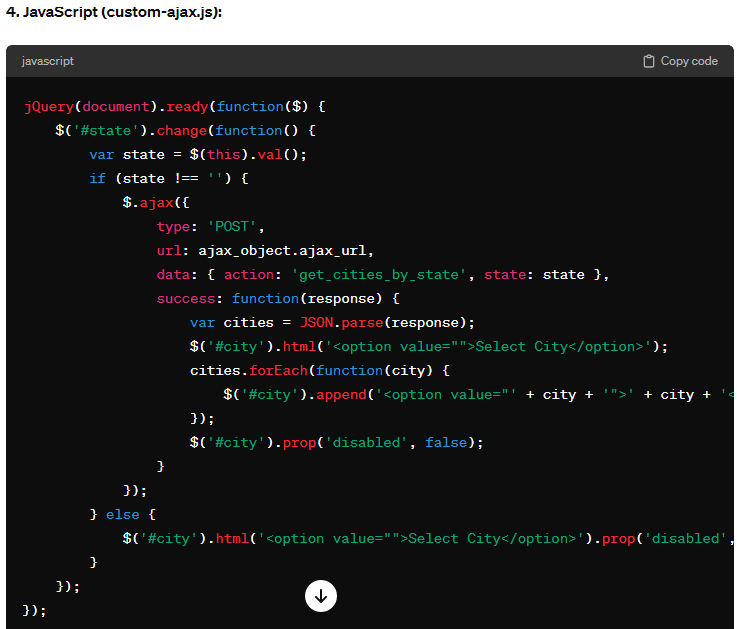 4. JavaScript (custom-ajax.js):
javascript
Copy code
jQuery(document).ready(function($) {
    $('#state').change(function() {
        var state = $(this).val();
        if (state !== '') {
            $.ajax({
                type: 'POST',
                url: ajax_object.ajax_url,
                data: { action: 'get_cities_by_state', state: state },
                success: function(response) {
                    var cities = JSON.parse(response);
                    $('#city').html('<option value="">Select City</option>');
                    cities.forEach(function(city) {
                        $('#city').append('<option value="' + city + '">' + city + '<
                    });
                    $('#city').prop('disabled', false);
                }
            });
        } else {
            $('#city').html('<option value="">Select City</option>').prop('disabled',
        }
    });
});